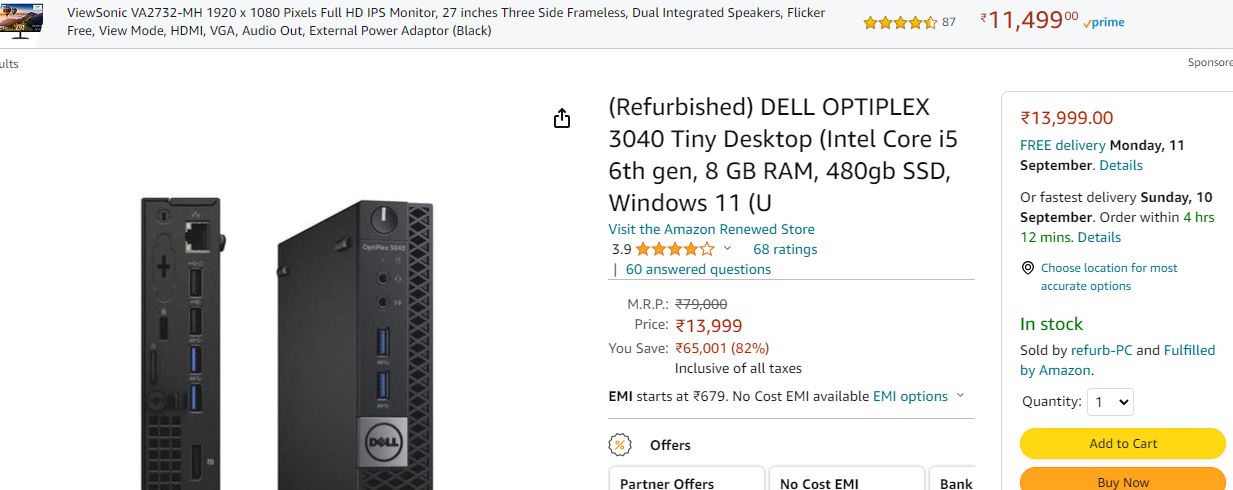 ViewSonic VA2732-MH 1920 x 1080 Pixels Full HD IPS Monitor, 27 inches Three Side Frameless, Dual Integrated Speakers, Flicker
Free, View Mode, HDMI, VGA, Audio Out, External Power Adaptor (Black)
87
₹11,49900 prime
ults
Sponsore
(Refurbished) DELL OPTIPLEX
3040 Tiny Desktop (Intel Core i5
6th gen, 8 GB RAM, 480gb SSD,
Windows 11 (U
Visit the Amazon Renewed Store
3.9 68 ratings
| 60 answered questions
M.R.P.: ₹79,000
Price: ₹13,999
You Save: ₹65,001 (82%)
Inclusive of all taxes
EMI starts at ₹679. No Cost EMI available EMI options
% Offers
Partner Offers
No Cost EMI
Bank
OptiPlex 3040
DELL
₹13,999.00
FREE delivery Monday, 11
September. Details
Or fastest delivery Sunday, 10
September. Order within 4 hrs
12 mins. Details
Choose location for most
accurate options
In stock
Sold by refurb-PC and Fulfilled
by Amazon.
Quantity: 1
Add to Cart
Buy Now